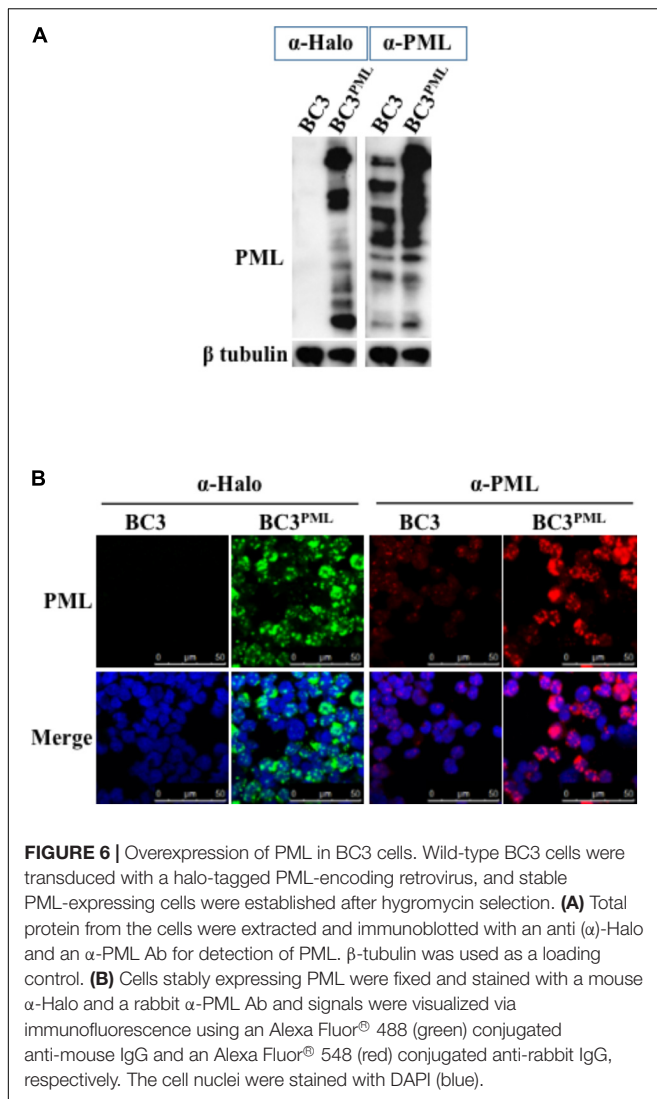 A
α-Halo α-PML
BC3 BC3PML BC3 BC3PML
PML
β tubulin
B
α-Halo α-PML
BC3 BC3PML BC3 BC3PML
PML
0 µm 50 0 µm 50 0 µm 50 0 µm 50
Merge
0 µm 50 0 µm 50 0 µm 50 0 µm 50
FIGURE 6 | Overexpression of PML in BC3 cells. Wild-type BC3 cells were
transduced with a halo-tagged PML-encoding retrovirus, and stable
PML-expressing cells were established after hygromycin selection. (A) Total
protein from the cells were extracted and immunoblotted with an anti (α)-Halo
and an α-PML Ab for detection of PML. β-tubulin was used as a loading
control. (B) Cells stably expressing PML were fixed and stained with a mouse
α-Halo and a rabbit α-PML Ab and signals were visualized via
immunofluorescence using an Alexa Fluor® 488 (green) conjugated
anti-mouse IgG and an Alexa Fluor® 548 (red) conjugated anti-rabbit IgG,
respectively. The cell nuclei were stained with DAPI (blue).